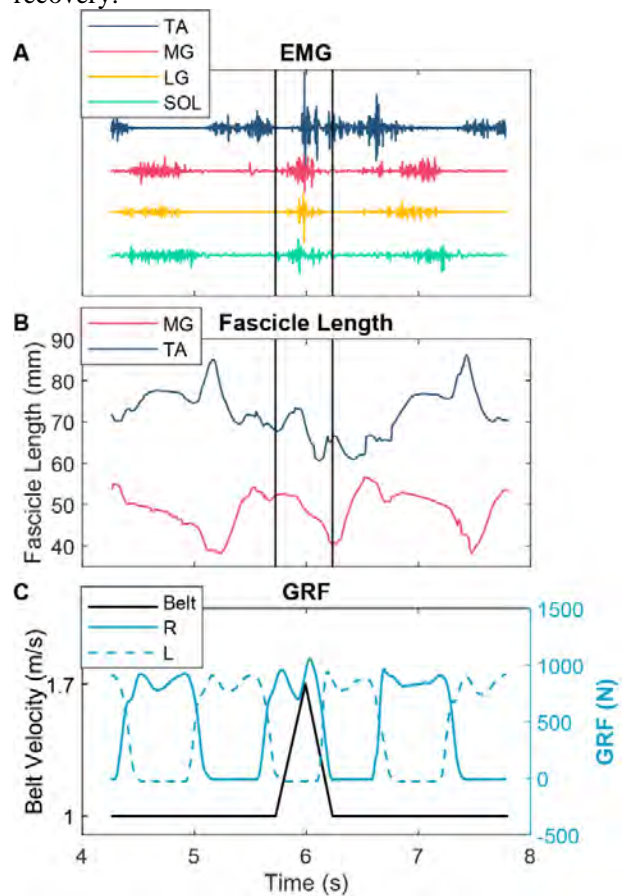 recovery.
A
TA
MG
LG
SOL
EMG
B
MG
TA
Fascicle Length
90
80
70
60
50
40
Fascicle Length (mm)
C
Belt
R
L
GRF
1.7
1
Belt Velocity (m/s)
1500
1000
500
0
-500
GRF (N)
4 5 6 7 8
Time (s)